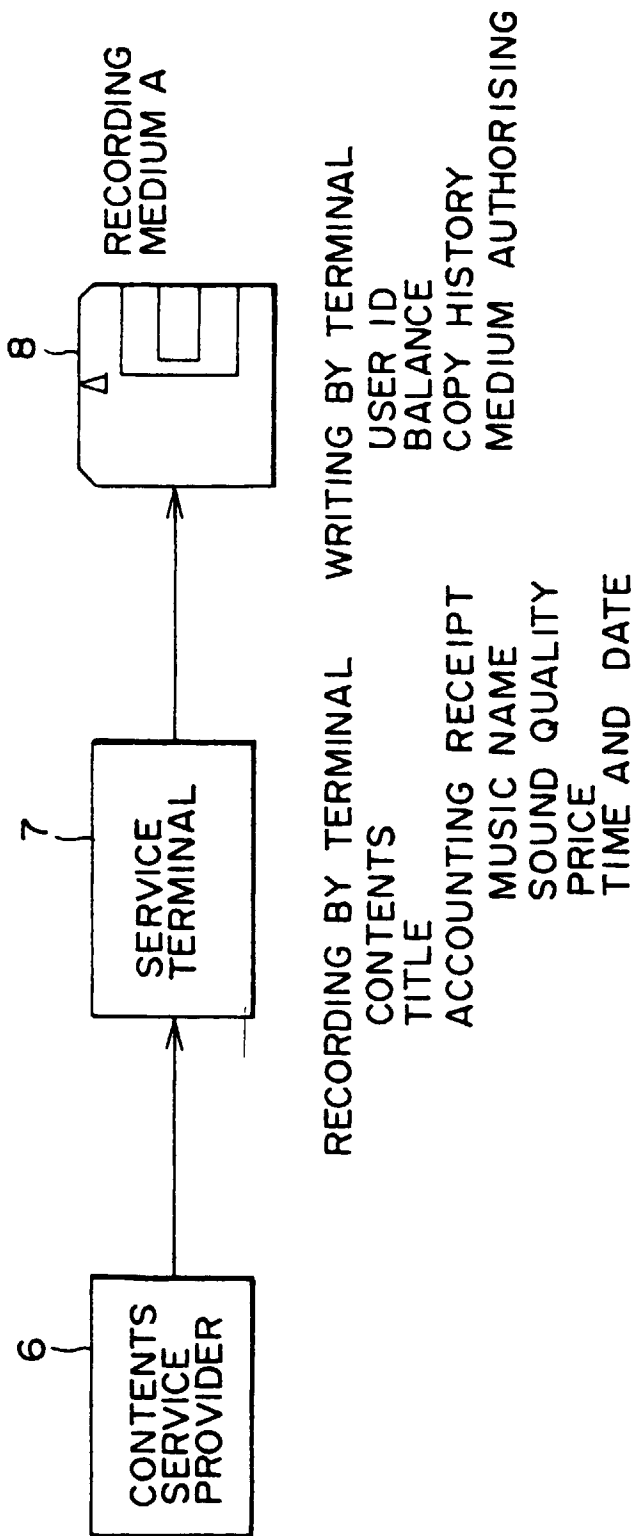 6
CONTENTS
SERVICE
PROVIDER
7
SERVICE
TERMINAL
8
RECORDING
MEDIUM A
RECORDING BY TERMINAL
CONTENTS
TITLE
ACCOUNTING RECEIPT
MUSIC NAME
SOUND QUALITY
PRICE
TIME AND DATE
WRITING BY TERMINAL
USER ID
BALANCE
COPY HISTORY
MEDIUM AUTHORISING